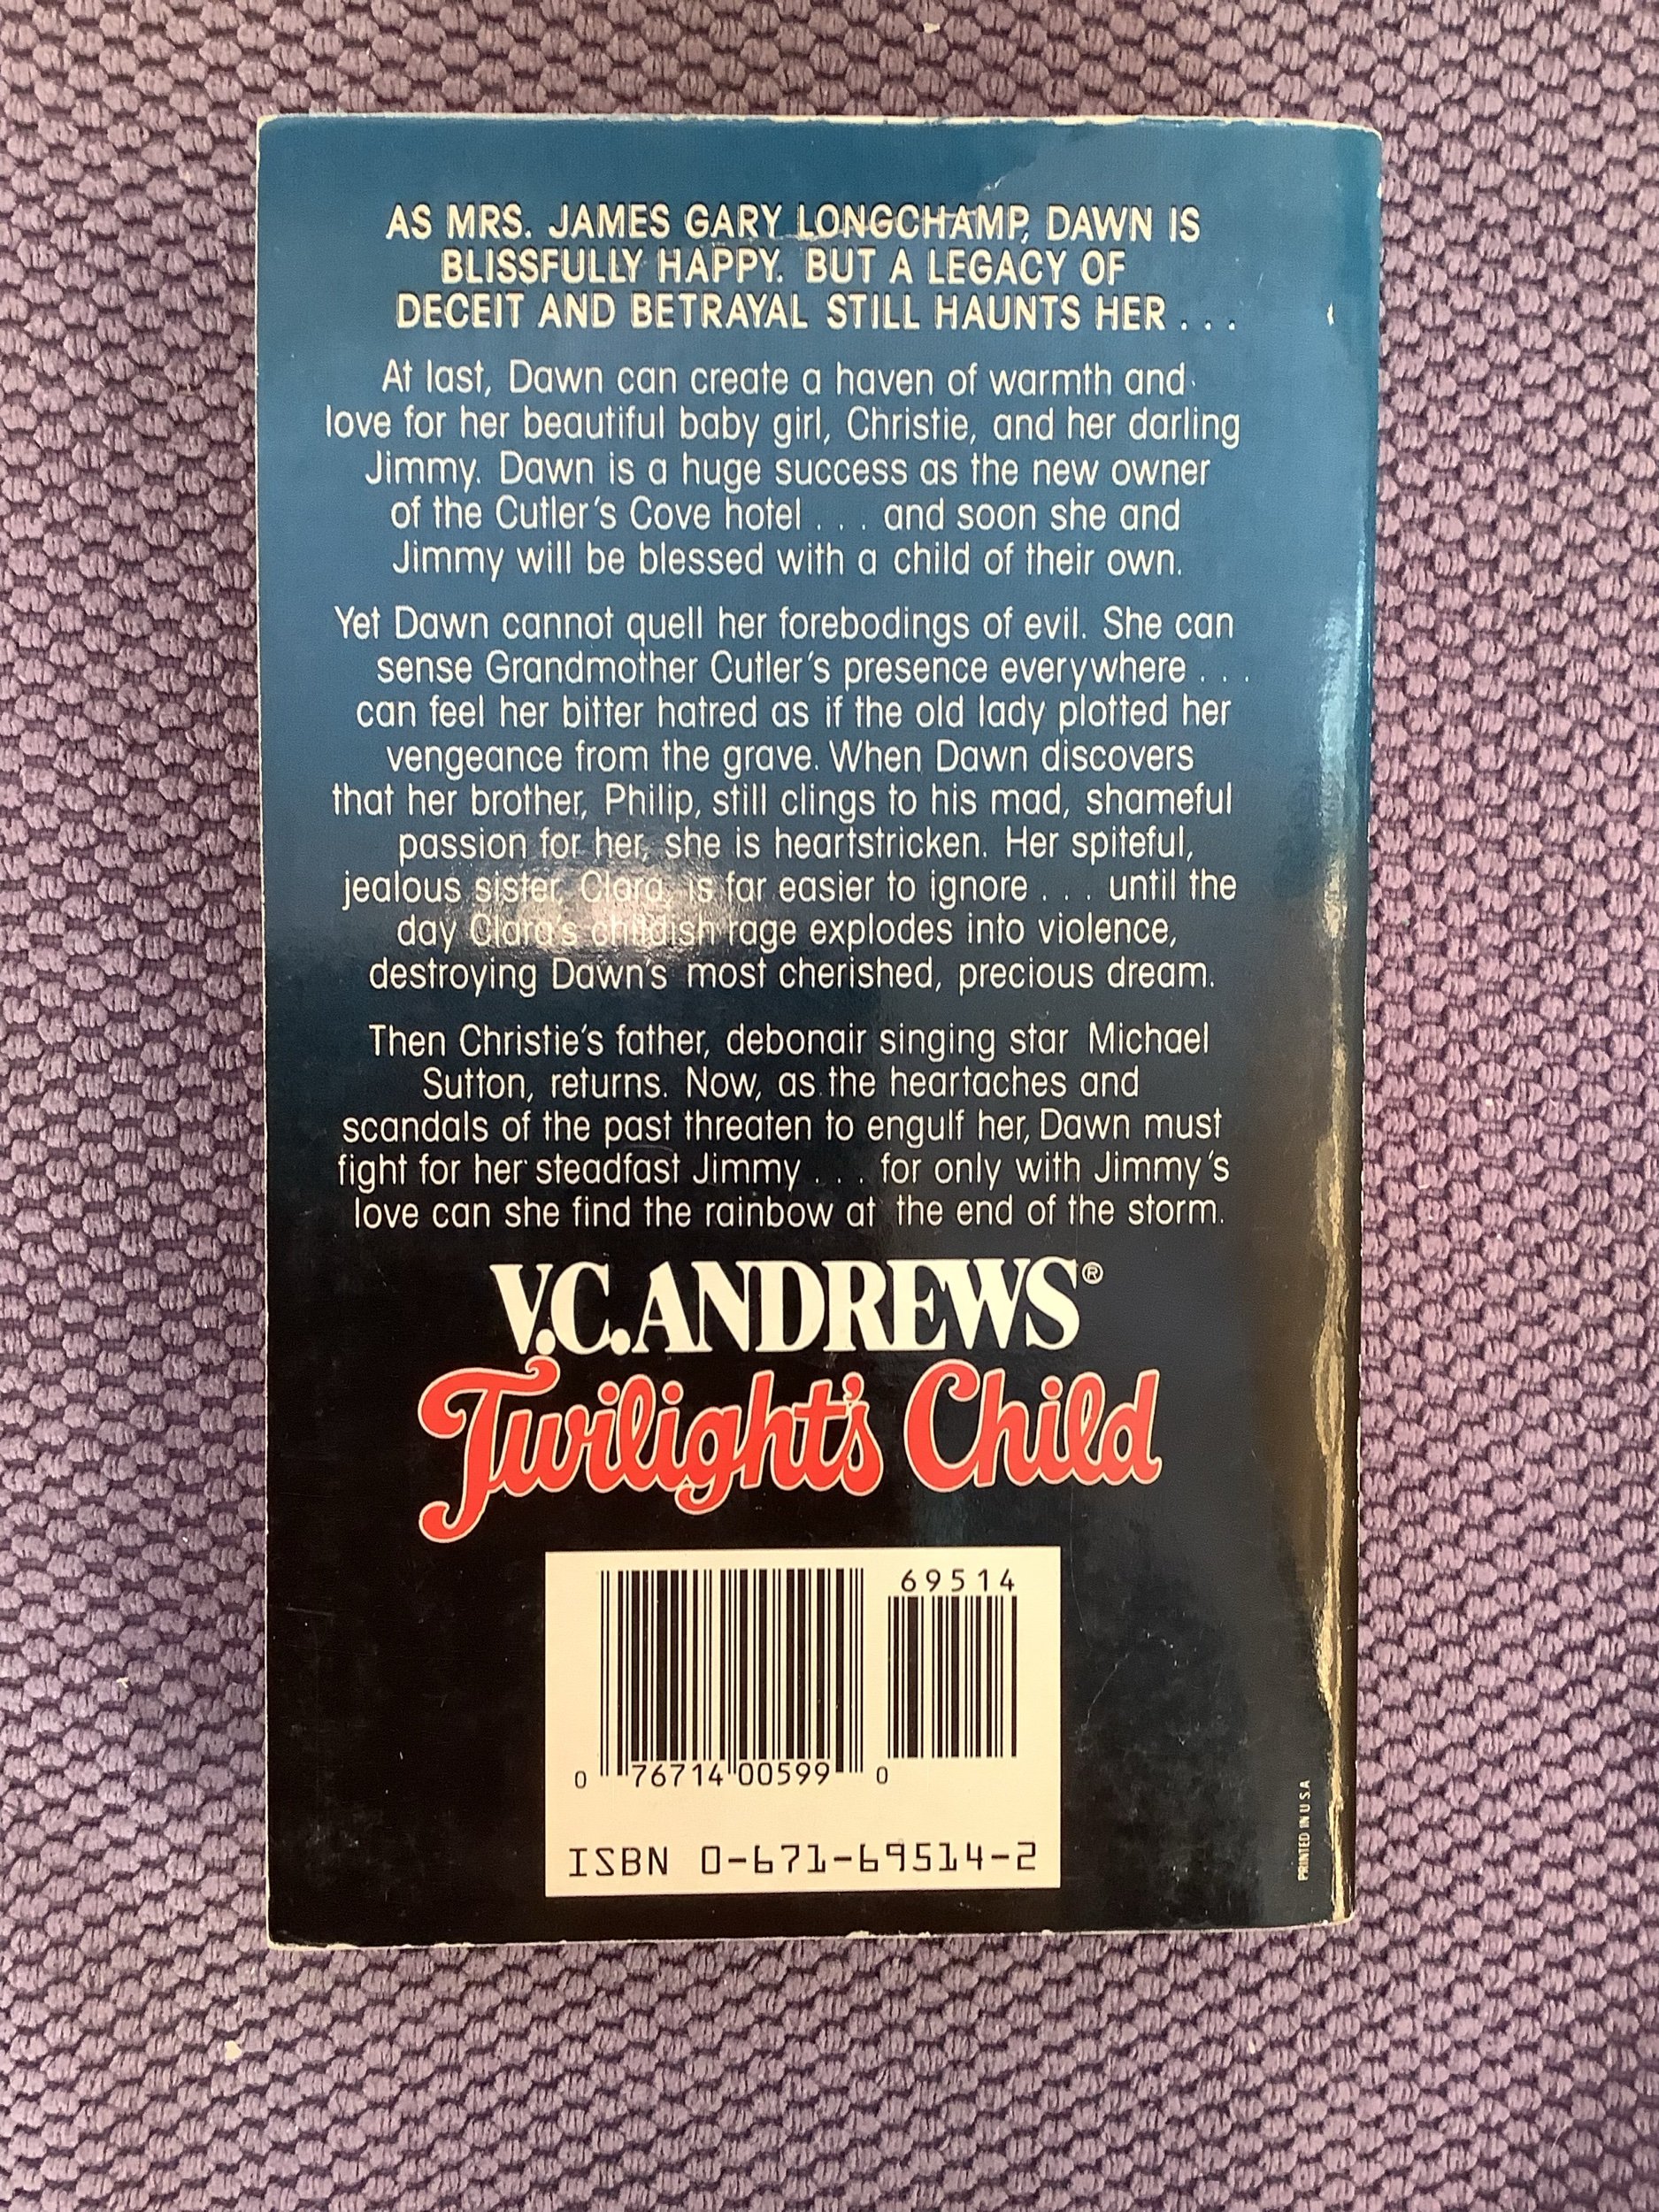 AS MRS. JAMES GARY LONGCHAMP, DAWN IS
BLISSFULLY HAPPY. BUT A LEGACY OF
DECEIT AND BETRAYAL STILL HAUNTS HER . . .
At last, Dawn can create a haven of warmth and
love for her beautiful baby girl, Christie, and her darling
Jimmy. Dawn is a huge success as the new owner
of the Cutler's Cove hotel . . . and soon she and
Jimmy will be blessed with a child of their own.
Yet Dawn cannot quell her forebodings of evil. She can
sense Grandmother Cutler's presence everywhere . . .
can feel her bitter hatred as if the old lady plotted her
vengeance from the grave. When Dawn discovers
that her brother, Philip, still clings to his mad, shameful
passion for her, she is heartstricken. Her spiteful,
jealous sister, Clara, is far easier to ignore . . . until the
day Clara's childish rage explodes into violence,
destroying Dawn's most cherished, precious dream.
Then Christie's father, debonair singing star Michael
Sutton, returns. Now, as the heartaches and
scandals of the past threaten to engulf her, Dawn must
fight for her steadfast Jimmy . . . for only with Jimmy's
love can she find the rainbow at the end of the storm.
V.C. ANDREWS®
Twilight's Child
69514
0 76714 00599 0
ISBN 0-671-69514-2
PRINTED IN U.S.A